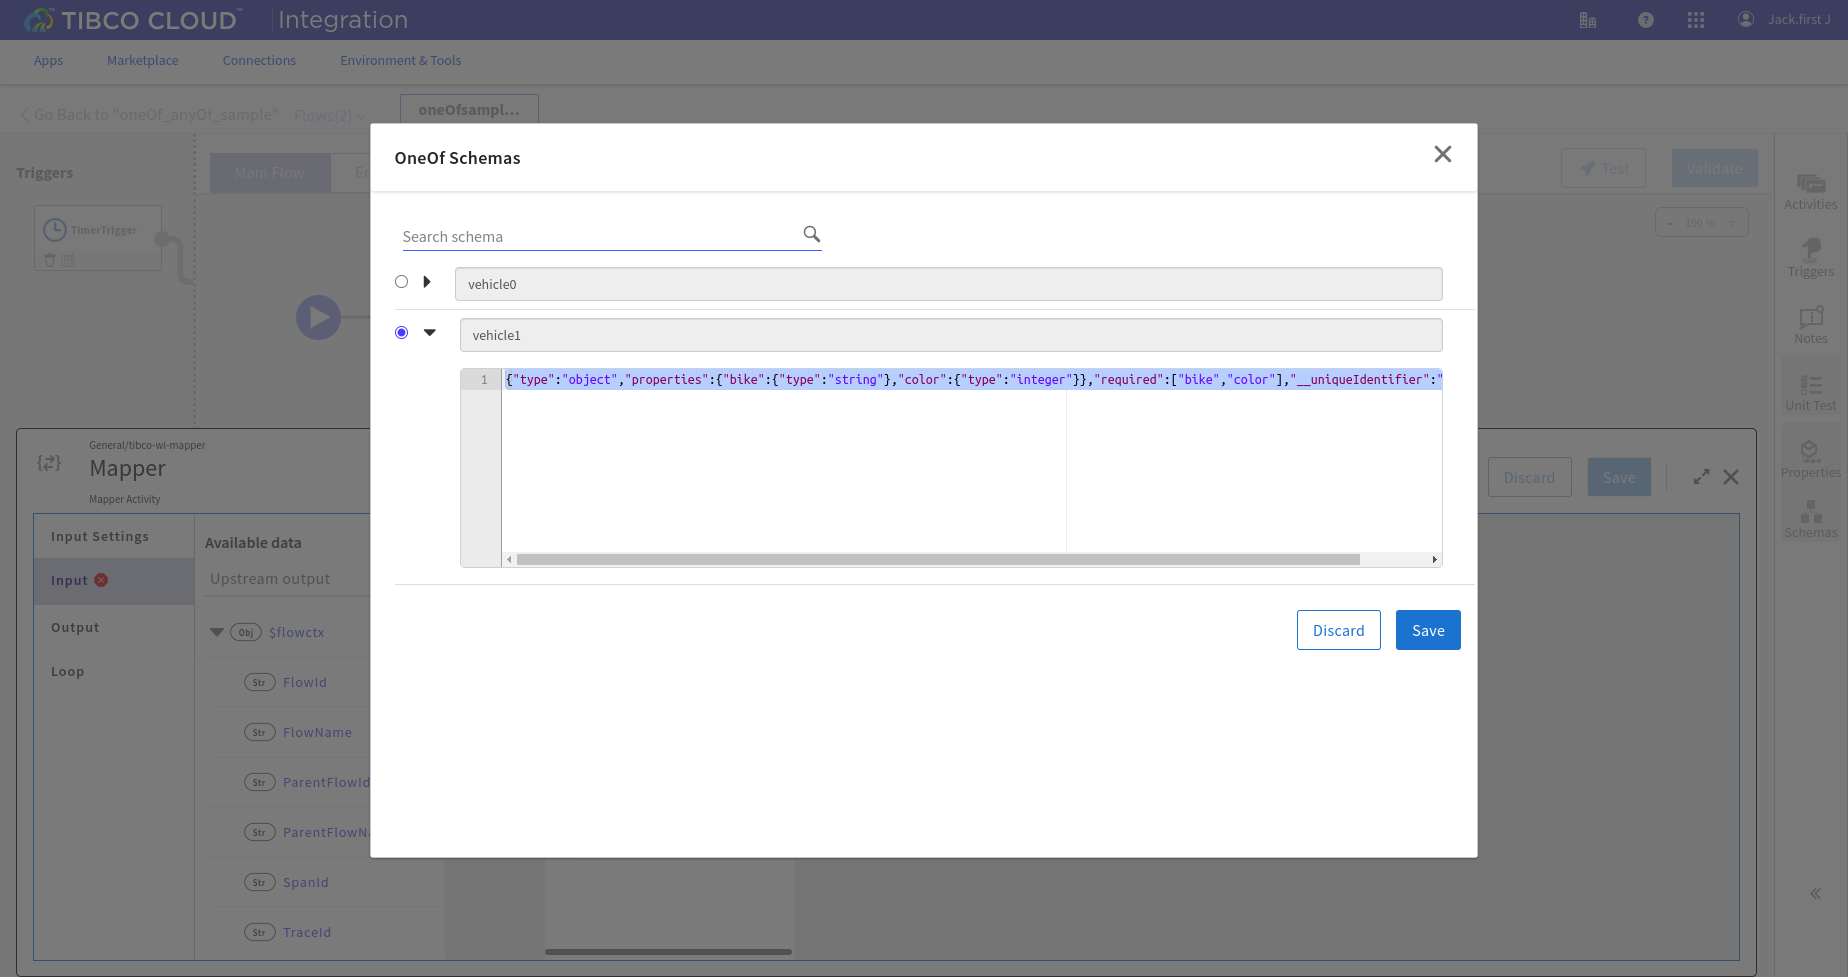 TIBCO CLOUD™ Integration
Jack.first J
Apps Marketplace Connections Environment & Tools
Go Back to "oneOf_anyOf_sample" Flows(2) oneOfsampl...
Triggers
Main Flow
TimerTrigger
Test Validate
- 100 % +
Activities
Triggers
Notes
Unit Test
Properties
Schemas
OneOf Schemas
Search schema
vehicle0
vehicle1
1 {"type":"object","properties":{"bike":{"type":"string"},"color":{"type":"integer"}},"required":["bike","color"],"__uniqueIdentifier":"
Discard Save
General/tibco-wi-mapper
Mapper
Mapper Activity
Discard Save
Input Settings
Input
Output
Loop
Available data
Upstream output
Obj $flowctx
Str FlowId
Str FlowName
Str ParentFlowId
Str ParentFlowN
Str SpanId
Str TraceId